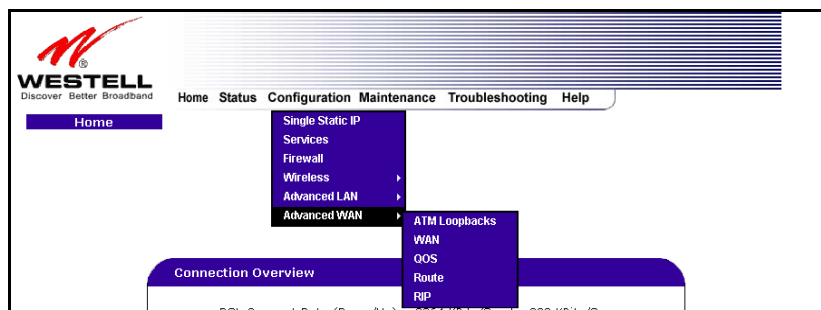 WESTELL
Discover Better Broadband
Home Status Configuration Maintenance Troubleshooting Help
Home
Single Static IP
Services
Firewall
Wireless
Advanced LAN
Advanced WAN
ATM Loopbacks
WAN
QOS
Route
RIP
Connection Overview